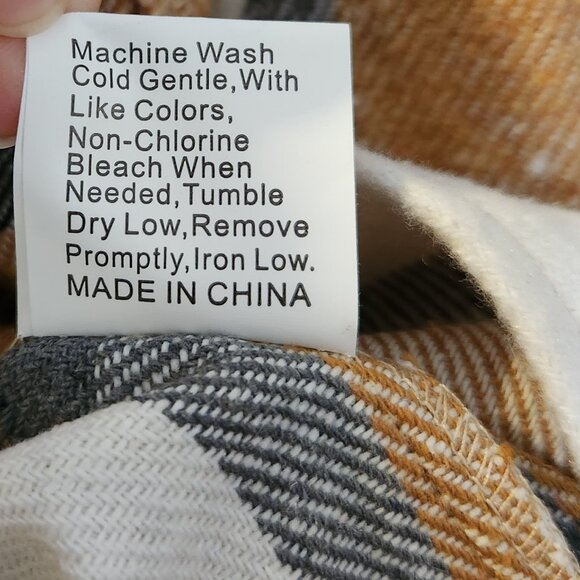 Machine Wash
Cold Gentle,With
Like Colors,
Non-Chlorine
Bleach When
Needed,Tumble
Dry Low,Remove
Promptly,Iron Low.
MADE IN CHINA